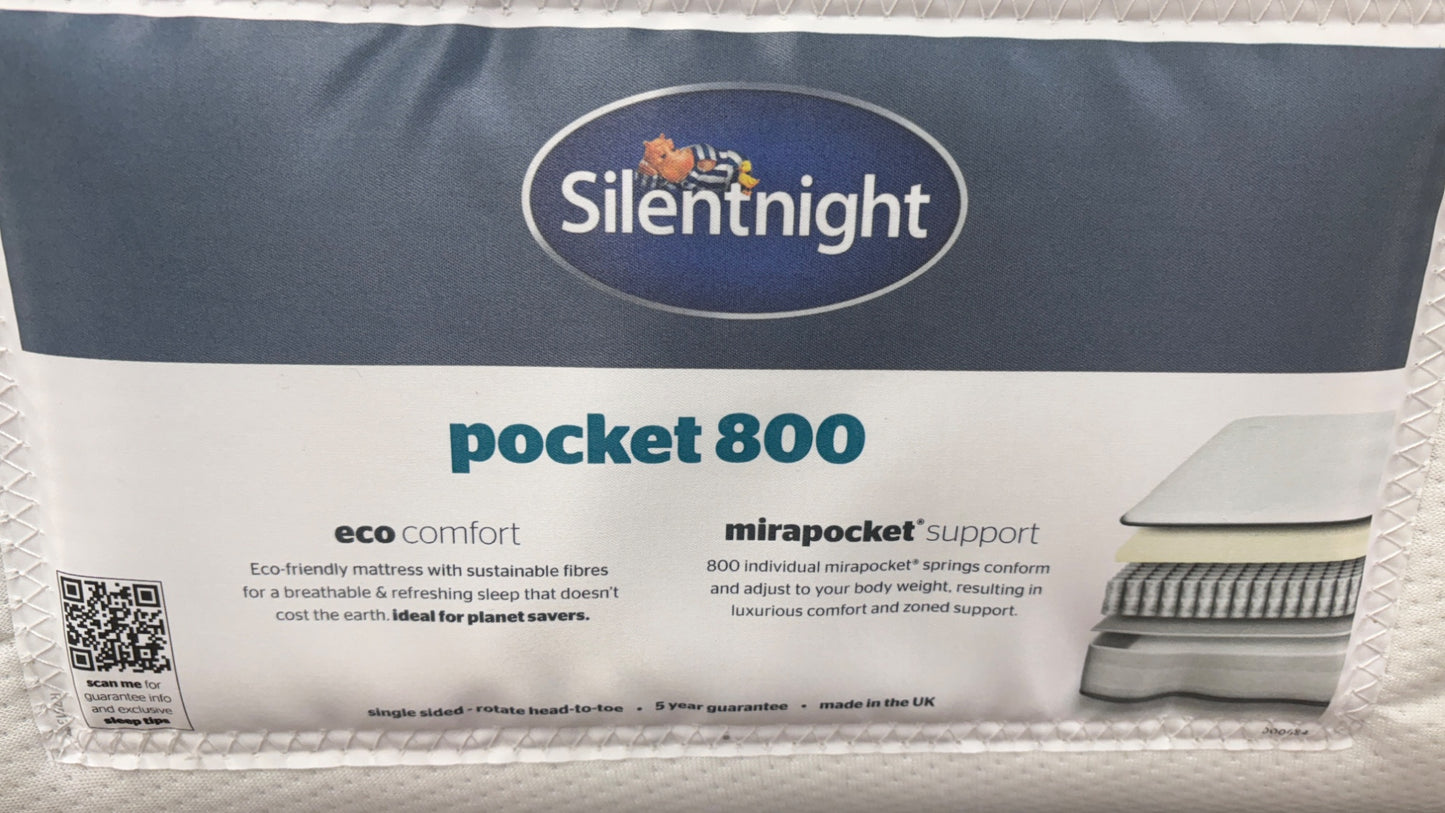 Silentnight
pocket 800
eco comfort
Eco-friendly mattress with sustainable fibres
for a breathable & refreshing sleep that doesn't
cost the earth. ideal for planet savers.
mirapocket® support
800 individual mirapocket® springs conform
and adjust to your body weight, resulting in
luxurious comfort and zoned support.
scan me for
guarantee info
and exclusive
sleep tips
single sided - rotate head-to-toe • 5 year guarantee • made in the UK